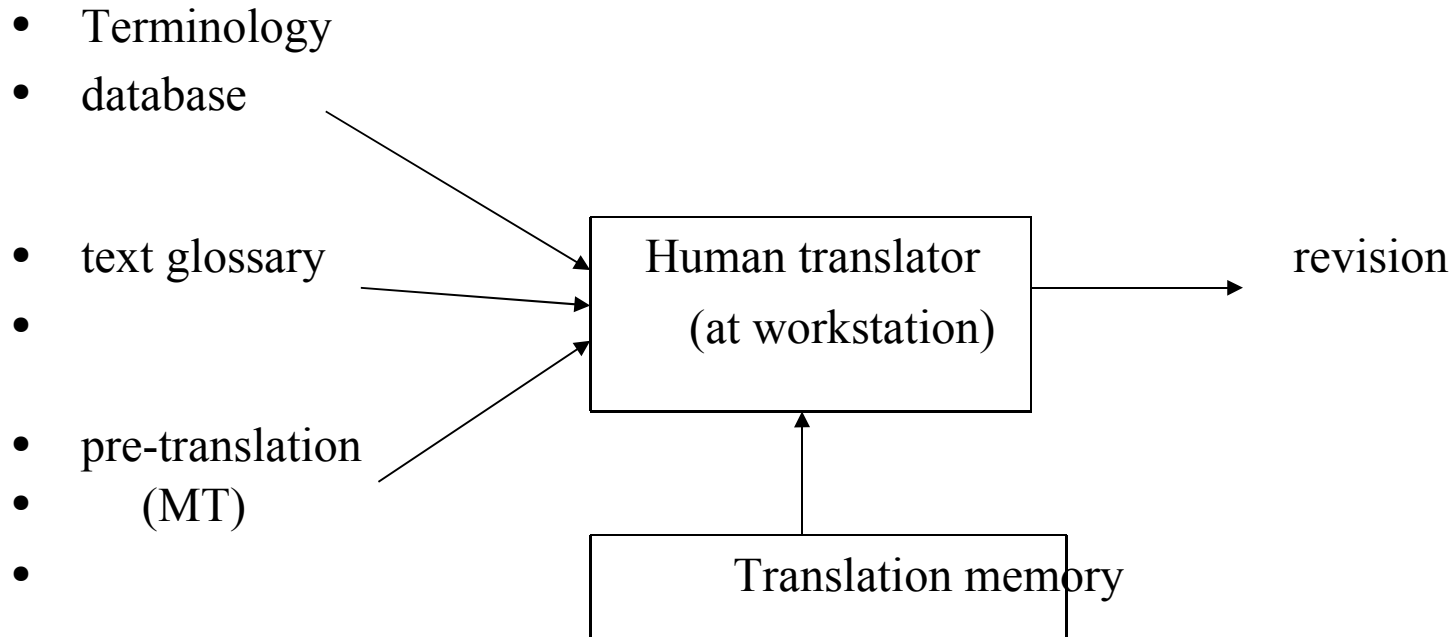 • Terminology
• database
• text glossary
Human translator
revision
•
(at workstation)
• pre-translation
• (MT)
•
Translation memory